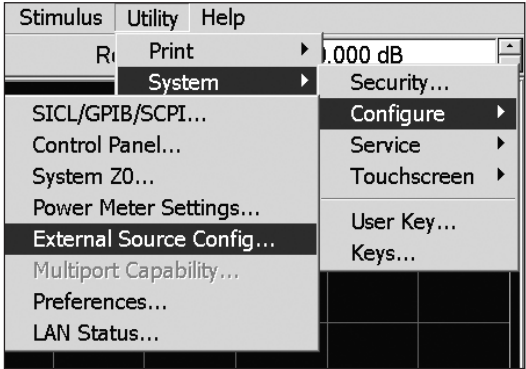 Stimulus Utility Help
Re .000 dB
Print
System
Security...
Configure
Service
Touchscreen
User Key...
Keys...
SICL/GPIB/SCPI...
Control Panel...
System Z0...
Power Meter Settings...
External Source Config...
Multiport Capability...
Preferences...
LAN Status...